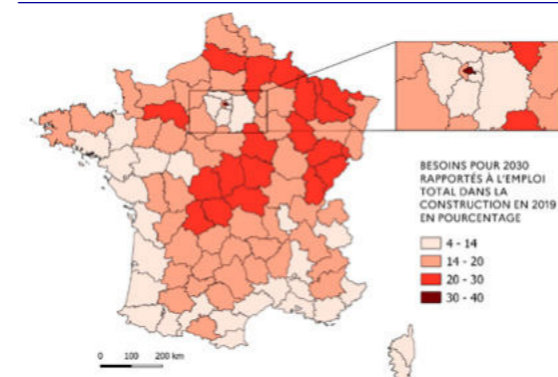 BESOINS POUR 2030
RAPPORTÉS À L'EMPLOI
TOTAL DANS LA
CONSTRUCTION EN 2019
EN POURCENTAGE
4 - 14
14 - 20
20 - 30
30 - 40
0 100 200 km